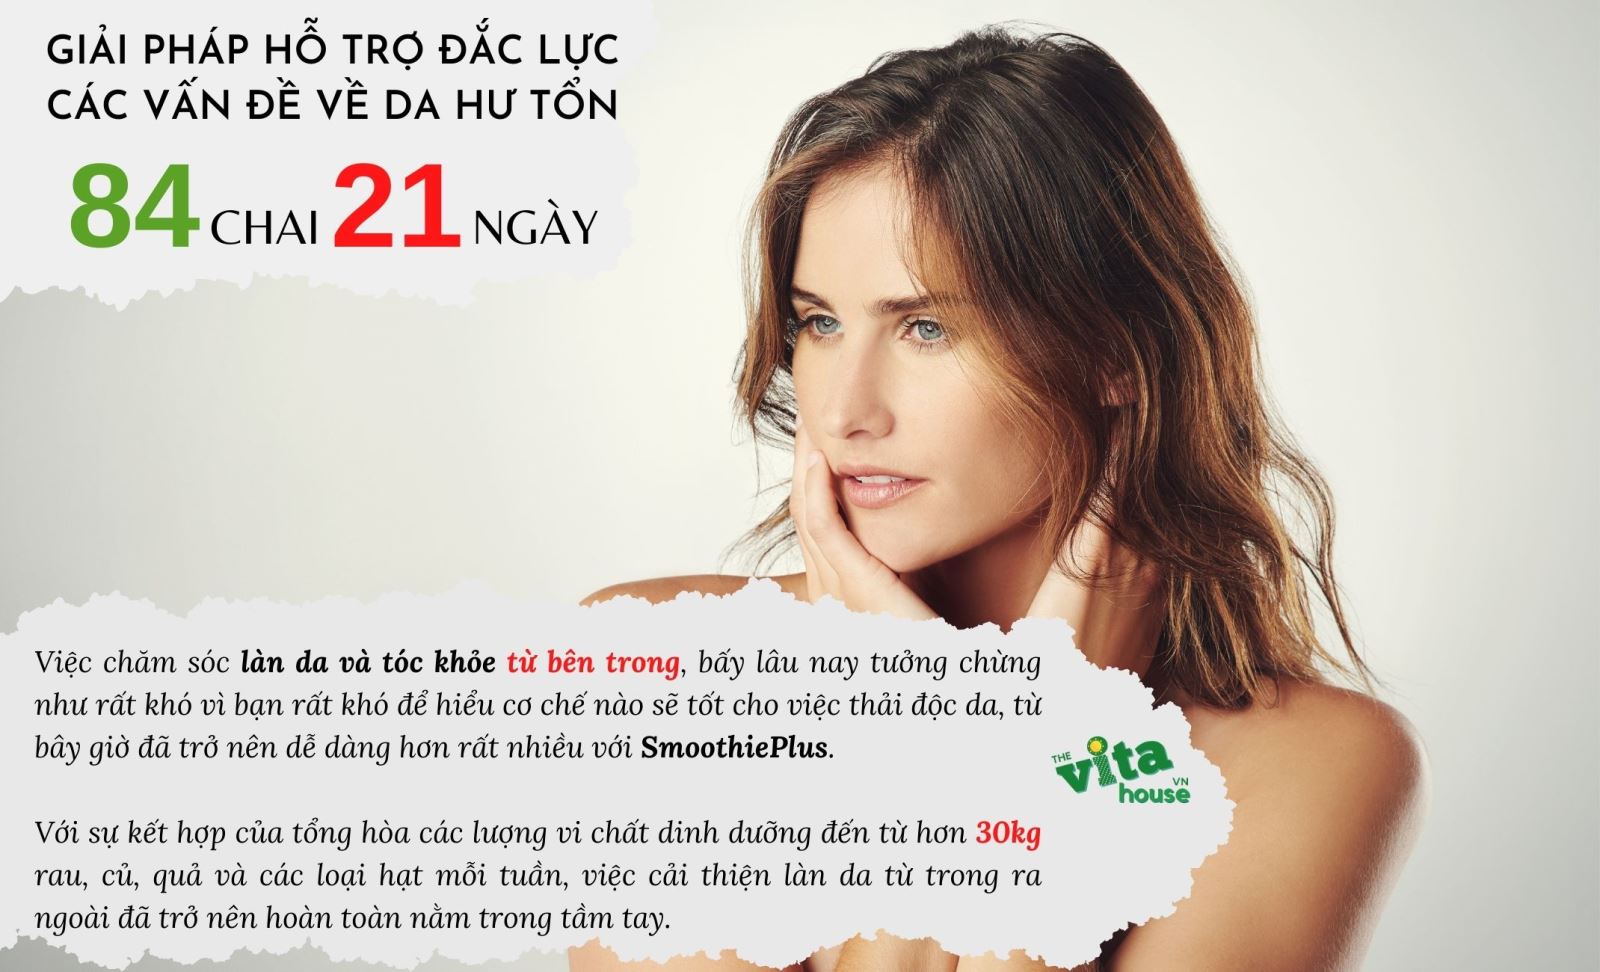 GIẢI PHÁP HỖ TRỢ ĐẮC LỰC
CÁC VẤN ĐỀ VỀ DA HƯ TỔN
84 CHAI 21 NGÀY
Việc chăm sóc làn da và tóc khỏe từ bên trong, bấy lâu nay tưởng chừng
như rất khó vì bạn rất khó để hiểu cơ chế nào sẽ tốt cho việc thải độc da, từ
bây giờ đã trở nên dễ dàng hơn rất nhiều với SmoothiePlus.
THE
vita
VN
house
Với sự kết hợp của tổng hòa các lượng vi chất dinh dưỡng đến từ hơn 30kg
rau, củ, quả và các loại hạt mỗi tuần, việc cải thiện làn da từ trong ra
ngoài đã trở nên hoàn toàn nằm trong tầm tay.